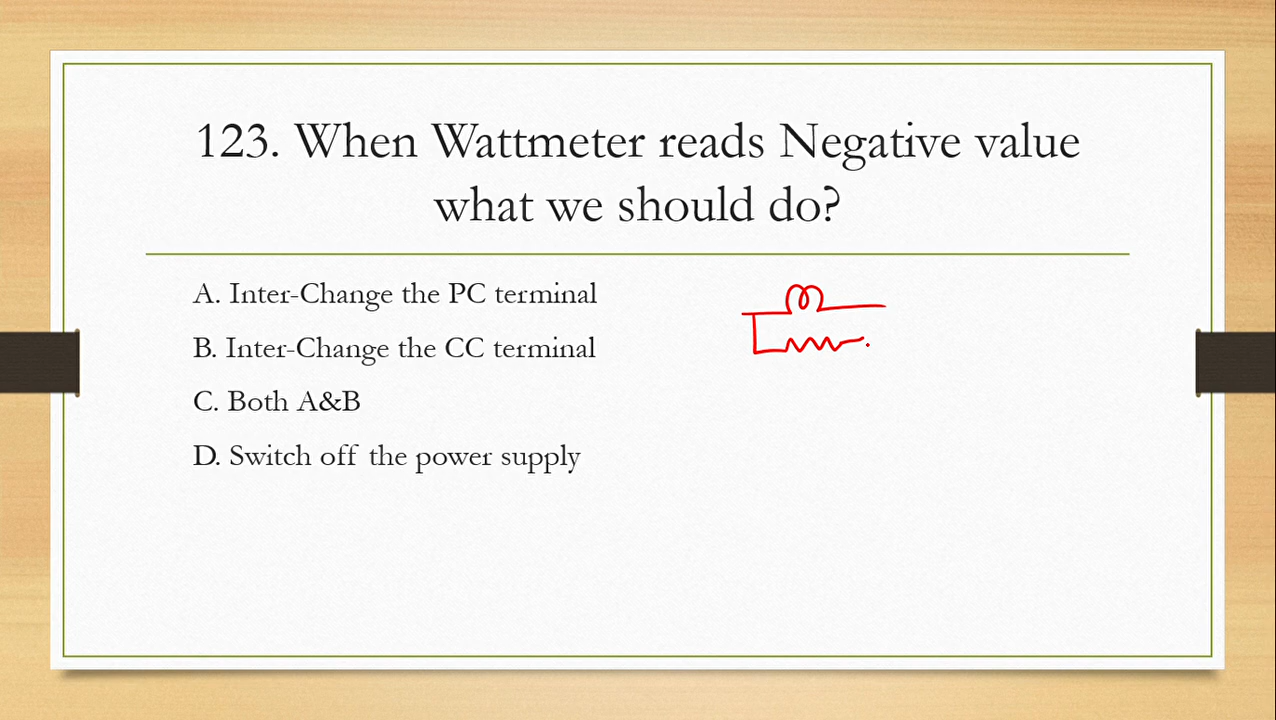 123. When Wattmeter reads Negative value
what we should do?
A. Inter-Change the PC terminal
B. Inter-Change the CC terminal
C. Both A&B
D. Switch off the power supply